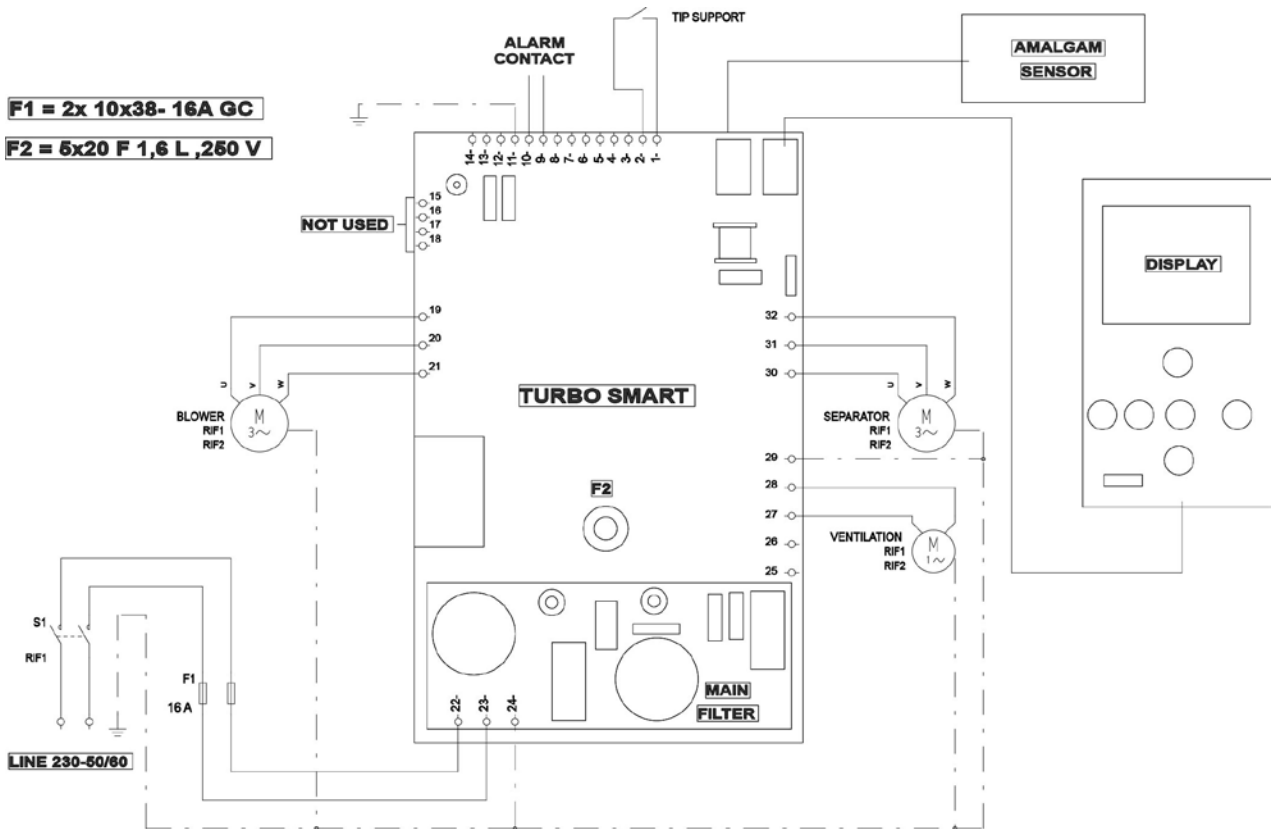 TIP SUPPORT
ALARM
CONTACT
AMALGAM
SENSOR
F1 = 2x 10x38- 16A GC
F2 = 5x20 F 1,6 L ,250 V
14- 13- 12- 11- 10- 9- 8- 7- 6- 5- 4- 3- 2- 1-
15
16
17
18
NOT USED
DISPLAY
19
20
21
32
31
30
U V W
BLOWER
RIF1
RIF2
M
3~
TURBO SMART
U V W
SEPARATOR
RIF1
RIF2
M
3~
29
28
27
26
25
F2
VENTILATION
RIF1
RIF2
M
1~
S1
RIF1
F1
16 A
LINE 230-50/60
22- 23- 24-
MAIN
FILTER